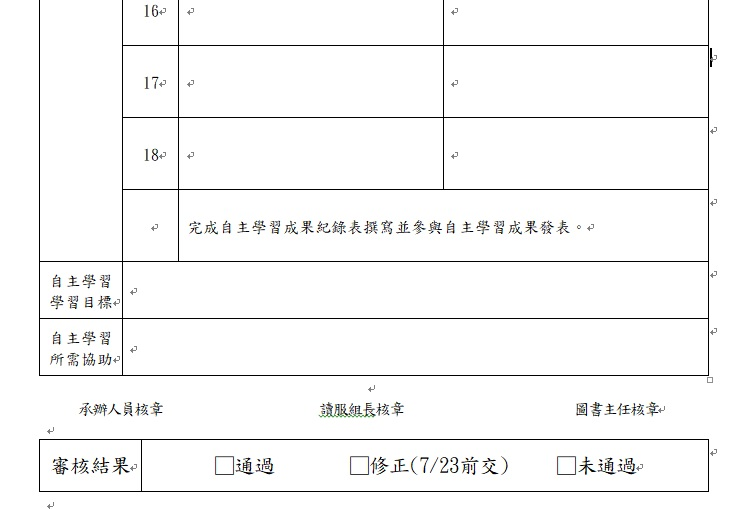 16
17
18
完成自主學習成果紀錄表撰寫並參與自主學習成果發表。
自主學習
學習目標
自主學習
所需協助
承辦人員核章 讀服組長核章 圖書主任核章
審核結果 □通過 □修正(7/23前交) □未通過